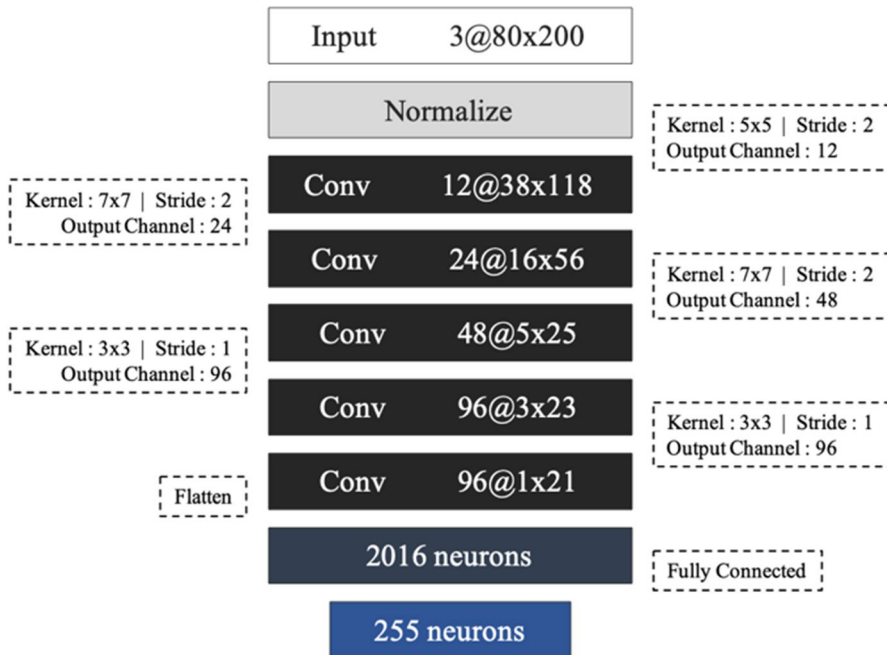 Input 3@80x200
Normalize
Kernel : 5x5 | Stride : 2
Output Channel : 12
Conv 12@38x118
Kernel : 7x7 | Stride : 2
Output Channel : 24
Conv 24@16x56
Kernel : 7x7 | Stride : 2
Output Channel : 48
Conv 48@5x25
Kernel : 3x3 | Stride : 1
Output Channel : 96
Conv 96@3x23
Kernel : 3x3 | Stride : 1
Output Channel : 96
Conv 96@1x21
Flatten
2016 neurons
Fully Connected
255 neurons